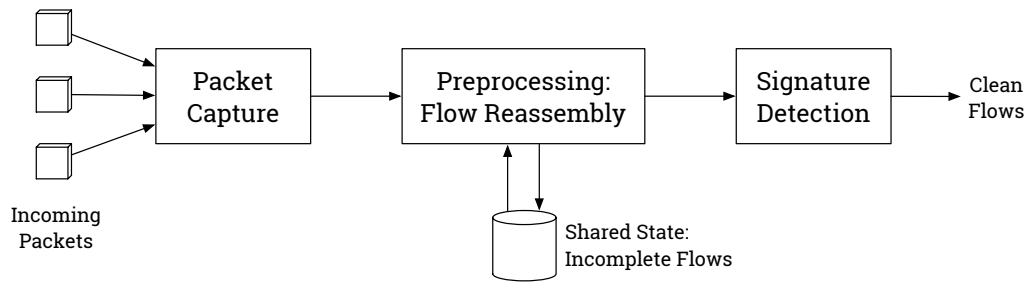 Incoming
Packets
Packet
Capture
Preprocessing:
Flow Reassembly
Shared State:
Incomplete Flows
Signature
Detection
Clean
Flows